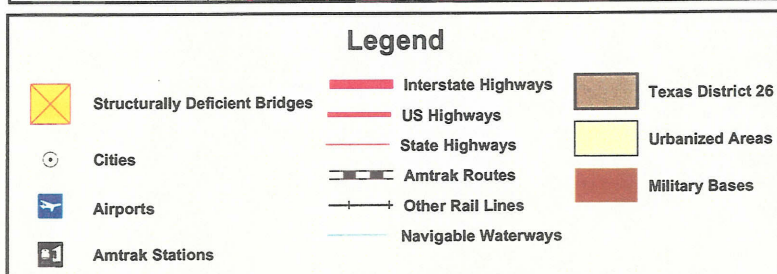 Legend
Structurally Deficient Bridges
Cities
Airports
Amtrak Stations
Interstate Highways
US Highways
State Highways
Amtrak Routes
Other Rail Lines
Navigable Waterways
Texas District 26
Urbanized Areas
Military Bases